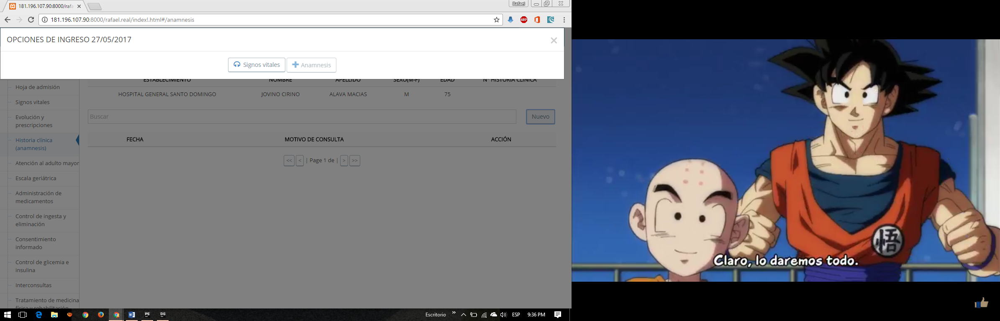 181.196.107.90:8000/rafa
Rafael
181.196.107.90:8000/rafael.real/index!.html#/anamnesis
ABP
OPCIONES DE INGRESO 27/05/2017
Signos vitales
Anamnesis
ESTABLECIMIENTO NOMBRE APELLIDO SEXO(M-F) EDAD N° HISTORIA CLINICA
HOSPITAL GENERAL SANTO DOMINGO JOVINO CIRINO ALAVA MACIAS M 75
Buscar
Nuevo
FECHA MOTIVO DE CONSULTA ACCIÓN
<< < | Page 1 de | > >>
Hoja de admisión
Signos vitales
Evolución y
prescripciones
Historia clínica
(anamnesis)
Atención al adulto mayor
Escala geriátrica
Administración de
medicamentos
Control de ingesta y
eliminación
Consentimiento
informado
Control de glicemia e
insulina
Interconsultas
Tratamiento de medicina
física y rehabilitación
PS
DG
Escritorio
ESP
9:36 PM
悟
Claro, lo daremos todo.